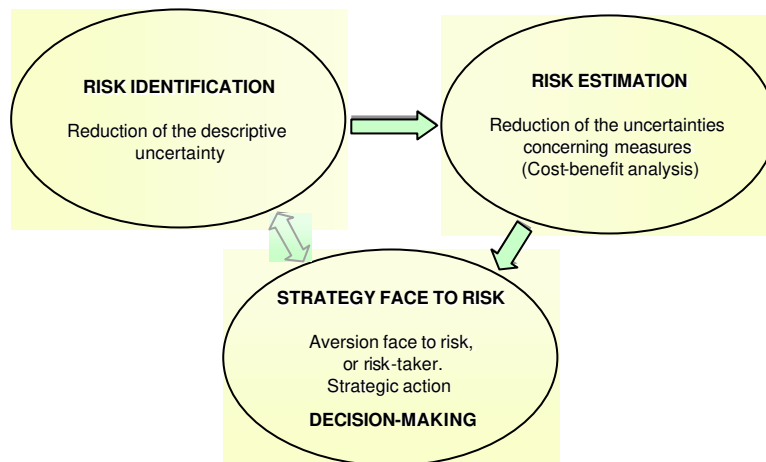 RISK IDENTIFICATION
Reduction of the descriptive
uncertainty
RISK ESTIMATION
Reduction of the uncertainties
concerning measures
(Cost-benefit analysis)
STRATEGY FACE TO RISK
Aversion face to risk,
or risk-taker.
Strategic action
DECISION-MAKING